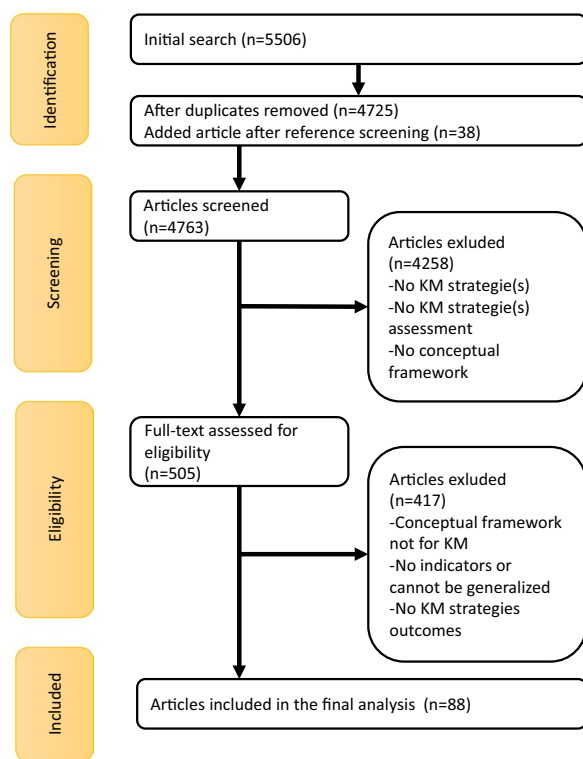 Identification
Initial search (n=5506)
After duplicates removed (n=4725)
Added article after reference screening (n=38)
Screening
Articles screened
(n=4763)
Articles exluded
(n=4258)
-No KM strategie(s)
-No KM strategie(s)
assessment
-No conceptual
framework
Eligibility
Full-text assessed for
eligibility
(n=505)
Articles exluded
(n=417)
-Conceptual framework
not for KM
-No indicators or
cannot be generalized
-No KM strategies
outcomes
Included
Articles included in the final analysis (n=88)